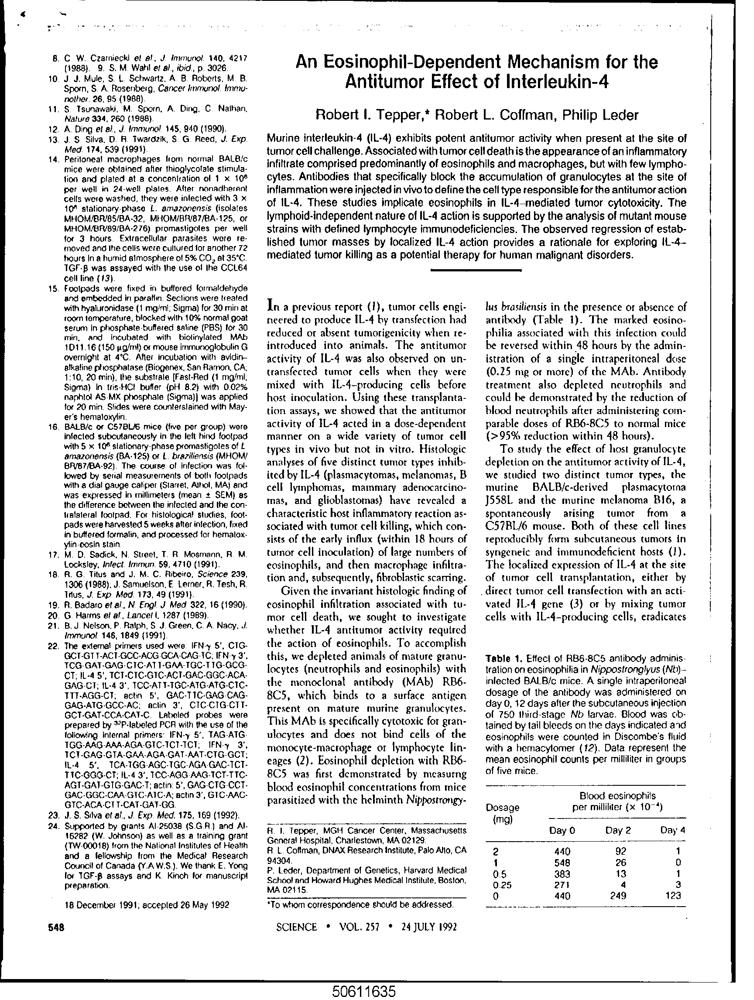 8. C. W. Czarniecki et al., J. Immunol. 140, 4217
(1988). 9. S. M. Wahl et al., ibid., p. 3026.
10. J. J. Mule, S. L. Schwartz, A. B. Roberts, M. B.
Sporn, S. A. Rosenberg, Cancer Immunol. Immu-
nother. 26, 95 (1988).
11. S. Tsunawaki, M. Sporn, A. Ding, C. Nathan,
Nature 334, 260 (1988).
12. A. Ding et al., J. Immunol. 145, 940 (1990).
13. J. S. Silva, D. R. Twardzik, S. G. Reed, J. Exp.
Med. 174, 539 (1991).
14. Peritoneal macrophages from normal BALB/c
mice were obtained after thioglycolate stimula-
tion and plated at a concentration of 1 × 10⁶
per well in 24-well plates. After nonadherent
cells were washed, they were infected with 3 ×
10⁶ stationary-phase L. amazonensis (isolates
MHOM/BR/85/BA-32, MHOM/BR/87/BA-125, or
MHOM/BR/89/BA-276) promastigotes per well
for 3 hours. Extracellular parasites were re-
moved and the cells were cultured for another 72
hours in a humid atmosphere of 5% CO₂ at 35°C.
TGF-β was assayed with the use of the CCL64
cell line (13).
15. Footpads were fixed in buffered formaldehyde
and embedded in paraffin. Sections were treated
with hyaluronidase (1 mg/ml; Sigma) for 30 min at
room temperature, blocked with 10% normal goat
serum in phosphate-buffered saline (PBS) for 30
min, and incubated with biotinylated MAb
1D11.16 (150 μg/ml) or mouse immunoglobulin G
overnight at 4°C. After incubation with avidin–
alkaline phosphatase (Biogenex, San Ramon, CA;
1:10, 20 min), the substrate [Fast-Red (1 mg/ml;
Sigma) in tris-HCl buffer (pH 8.2) with 0.02%
naphtol AS-MX phosphate (Sigma)] was applied
for 20 min. Slides were counterstained with May-
er's hematoxylin.
16. BALB/c or C57BL/6 mice (five per group) were
infected subcutaneously in the left hind footpad
with 5 × 10⁶ stationary-phase promastigotes of L.
amazonensis (BA-125) or L. braziliensis (MHOM/
BR/87/BA-92). The course of infection was fol-
lowed by serial measurements of both footpads
with a dial gauge caliper (Starret, Athol, MA) and
was expressed in millimeters (mean ± SEM) as
the difference between the infected and the con-
tralateral footpad. For histological studies, foot-
pads were harvested 5 weeks after infection, fixed
in buffered formalin, and processed for hematox-
ylin-eosin stain.
17. M. D. Sadick, N. Street, T. R. Mosmann, R. M.
Locksley, Infect. Immun. 59, 4710 (1991).
18. R. G. Titus and J. M. C. Ribeiro, Science 239,
1306 (1988); J. Samuelson, E. Lerner, R. Tesh, R.
Titus, J. Exp. Med. 173, 49 (1991).
19. R. Badaro et al., N. Engl. J. Med. 322, 16 (1990).
20. G. Harms et al., Lancet I, 1287 (1989).
21. B. J. Nelson, P. Ralph, S. J. Green, C. A. Nacy, J.
Immunol. 146, 1849 (1991).
22. The external primers used were IFN-γ 5', CTG-
GCT-GTT-ACT-GCC-ACG-GCA-CAG-TC; IFN-γ 3',
TCG-GAT-GAG-CTC-ATT-GAA-TGC-TTG-GCG-
CT; IL-4 5', TCT-CTC-GTC-ACT-GAC-GGC-ACA-
GAG-CT; IL-4 3', TCC-ATT-TGC-ATG-ATG-CTC-
TTT-AGG-CT; actin 5', GAC-TTC-GAG-CAG-
GAG-ATG-GCC-AC; actin 3', CTC-CTG-CTT-
GCT-GAT-CCA-CAT-C. Labeled probes were
prepared by ³²P-labeled PCR with the use of the
following internal primers: IFN-γ 5', TAG-ATG-
TGG-AAG-AAA-AGA-GTC-TCT-TCT; IFN-γ 3',
TCT-GAG-GTA-GAA-AGA-GAT-AAT-CTG-GCT;
IL-4 5', TCA-TGG-AGC-TGC-AGA-GAC-TCT-
TTC-GGG-CT; IL-4 3', TCC-AGG-AAG-TCT-TTC-
AGT-GAT-GTG-GAC-T; actin 5', GAG-CTG-CCT-
GAC-GGC-CAA-GTC-ATC-A; actin 3', GTC-AAC-
GTC-ACA-CTT-CAT-GAT-GG.
23. J. S. Silva et al., J. Exp. Med. 175, 169 (1992).
24. Supported by grants AI-25038 (S.G.R.) and AI-
16282 (W. Johnson) as well as a training grant
(TW-00018) from the National Institutes of Health
and a fellowship from the Medical Research
Council of Canada (Y.A.W.S.). We thank E. Yong
for TGF-β assays and K. Kinch for manuscript
preparation.
18 December 1991; accepted 26 May 1992
An Eosinophil-Dependent Mechanism for the
Antitumor Effect of Interleukin-4
Robert I. Tepper,* Robert L. Coffman, Philip Leder
Murine interleukin-4 (IL-4) exhibits potent antitumor activity when present at the site of
tumor cell challenge. Associated with tumor cell death is the appearance of an inflammatory
infiltrate comprised predominantly of eosinophils and macrophages, but with few lympho-
cytes. Antibodies that specifically block the accumulation of granulocytes at the site of
inflammation were injected in vivo to define the cell type responsible for the antitumor action
of IL-4. These studies implicate eosinophils in IL-4–mediated tumor cytotoxicity. The
lymphoid-independent nature of IL-4 action is supported by the analysis of mutant mouse
strains with defined lymphocyte immunodeficiencies. The observed regression of estab-
lished tumor masses by localized IL-4 action provides a rationale for exploring IL-4–
mediated tumor killing as a potential therapy for human malignant disorders.
In a previous report (1), tumor cells engi-
neered to produce IL-4 by transfection had
reduced or absent tumorigenicity when re-
introduced into animals. The antitumor
activity of IL-4 was also observed on un-
transfected tumor cells when they were
mixed with IL-4–producing cells before
host inoculation. Using these transplanta-
tion assays, we showed that the antitumor
activity of IL-4 acted in a dose-dependent
manner on a wide variety of tumor cell
types in vivo but not in vitro. Histologic
analyses of five distinct tumor types inhib-
ited by IL-4 (plasmacytomas, melanomas, B
cell lymphomas, mammary adenocarcino-
mas, and glioblastomas) have revealed a
characteristic host inflammatory reaction as-
sociated with tumor cell killing, which con-
sists of the early influx (within 18 hours of
tumor cell inoculation) of large numbers of
eosinophils, and then macrophage infiltra-
tion and, subsequently, fibroblastic scarring.
Given the invariant histologic finding of
eosinophil infiltration associated with tu-
mor cell death, we sought to investigate
whether IL-4 antitumor activity required
the action of eosinophils. To accomplish
this, we depleted animals of mature granu-
locytes (neutrophils and eosinophils) with
the monoclonal antibody (MAb) RB6-
8C5, which binds to a surface antigen
present on mature murine granulocytes.
This MAb is specifically cytotoxic for gran-
ulocytes and does not bind cells of the
monocyte-macrophage or lymphocyte lin-
eages (2). Eosinophil depletion with RB6-
8C5 was first demonstrated by measuring
blood eosinophil concentrations from mice
parasitized with the helminth Nippostrongy-
R. I. Tepper, MGH Cancer Center, Massachusetts
General Hospital, Charlestown, MA 02129.
R. L. Coffman, DNAX Research Institute, Palo Alto, CA
94304.
P. Leder, Department of Genetics, Harvard Medical
School and Howard Hughes Medical Institute, Boston,
MA 02115.
*To whom correspondence should be addressed.
lus brasiliensis in the presence or absence of
antibody (Table 1). The marked eosino-
philia associated with this infection could
be reversed within 48 hours by the admin-
istration of a single intraperitoneal dose
(0.25 mg or more) of the MAb. Antibody
treatment also depleted neutrophils and
could be demonstrated by the reduction of
blood neutrophils after administering com-
parable doses of RB6-8C5 to normal mice
(>95% reduction within 48 hours).
To study the effect of host granulocyte
depletion on the antitumor activity of IL-4,
we studied two distinct tumor types, the
murine BALB/c-derived plasmacytoma
J558L and the murine melanoma B16, a
spontaneously arising tumor from a
C57BL/6 mouse. Both of these cell lines
reproducibly form subcutaneous tumors in
syngeneic and immunodeficient hosts (1).
The localized expression of IL-4 at the site
of tumor cell transplantation, either by
direct tumor cell transfection with an acti-
vated IL-4 gene (3) or by mixing tumor
cells with IL-4–producing cells, eradicates
Table 1. Effect of RB6-8C5 antibody adminis-
tration on eosinophilia in Nippostronglyus (Nb)–
infected BALB/c mice. A single intraperitoneal
dosage of the antibody was administered on
day 0, 12 days after the subcutaneous injection
of 750 third-stage Nb larvae. Blood was ob-
tained by tail bleeds on the days indicated and
eosinophils were counted in Discombe's fluid
with a hemacytomer (12). Data represent the
mean eosinophil counts per milliliter in groups
of five mice.
Dosage (mg) Blood eosinophils per milliliter (× 10⁻⁴)
Day 0 Day 2 Day 4
2 440 92 1
1 548 26 0
0.5 383 13 1
0.25 271 4 3
0 440 249 123
548
SCIENCE • VOL. 257 • 24 JULY 1992
50611635